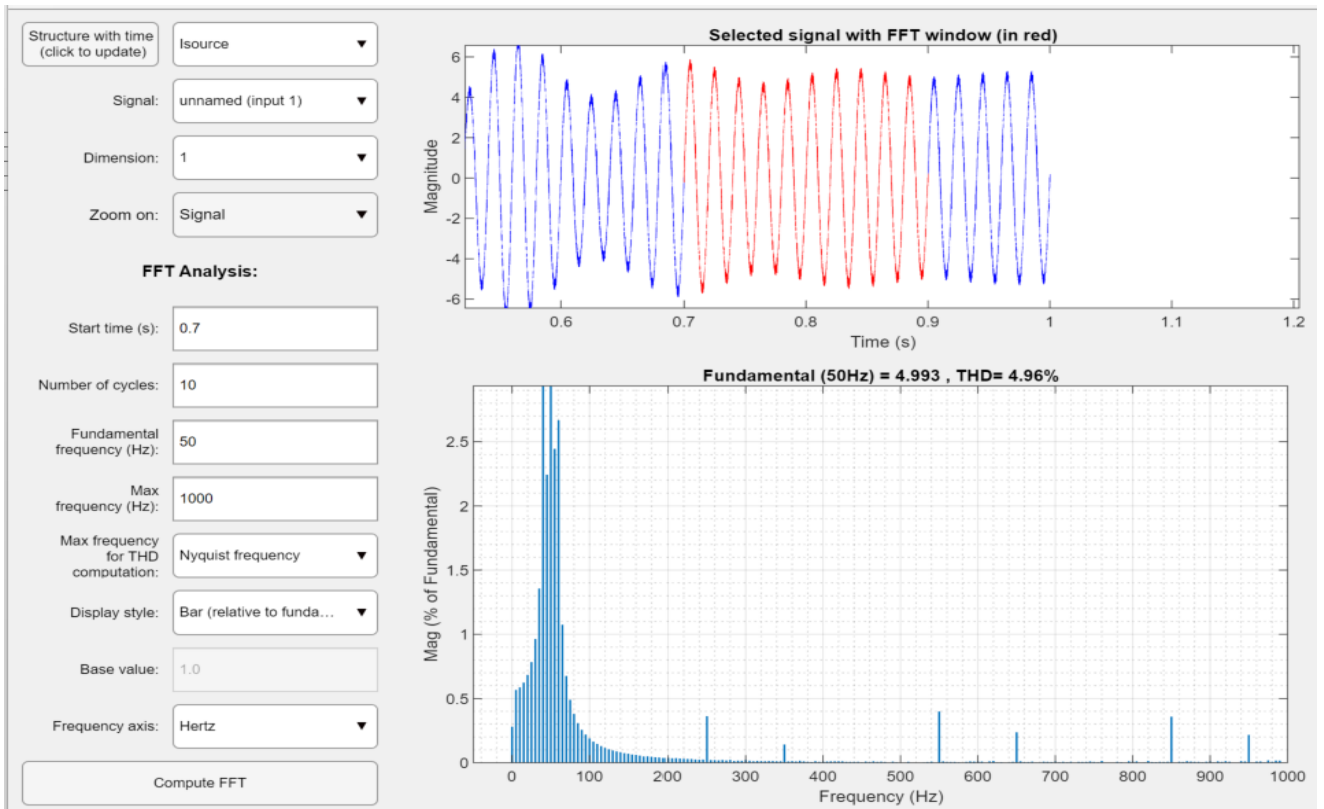 Structure with time
(click to update)
Isource
Signal:
unnamed (input 1)
Dimension:
1
Zoom on:
Signal
FFT Analysis:
Start time (s):
0.7
Number of cycles:
10
Fundamental
frequency (Hz):
50
Max
frequency (Hz):
1000
Max frequency
for THD
computation:
Nyquist frequency
Display style:
Bar (relative to funda...
Base value:
1.0
Frequency axis:
Hertz
Compute FFT
Selected signal with FFT window (in red)
Magnitude
6
4
2
0
-2
-4
-6
0.6
0.7
0.8
0.9
1
1.1
1.2
Time (s)
Fundamental (50Hz) = 4.993 , THD= 4.96%
Mag (% of Fundamental)
2.5
2
1.5
1
0.5
0
0
100
200
300
400
500
600
700
800
900
1000
Frequency (Hz)